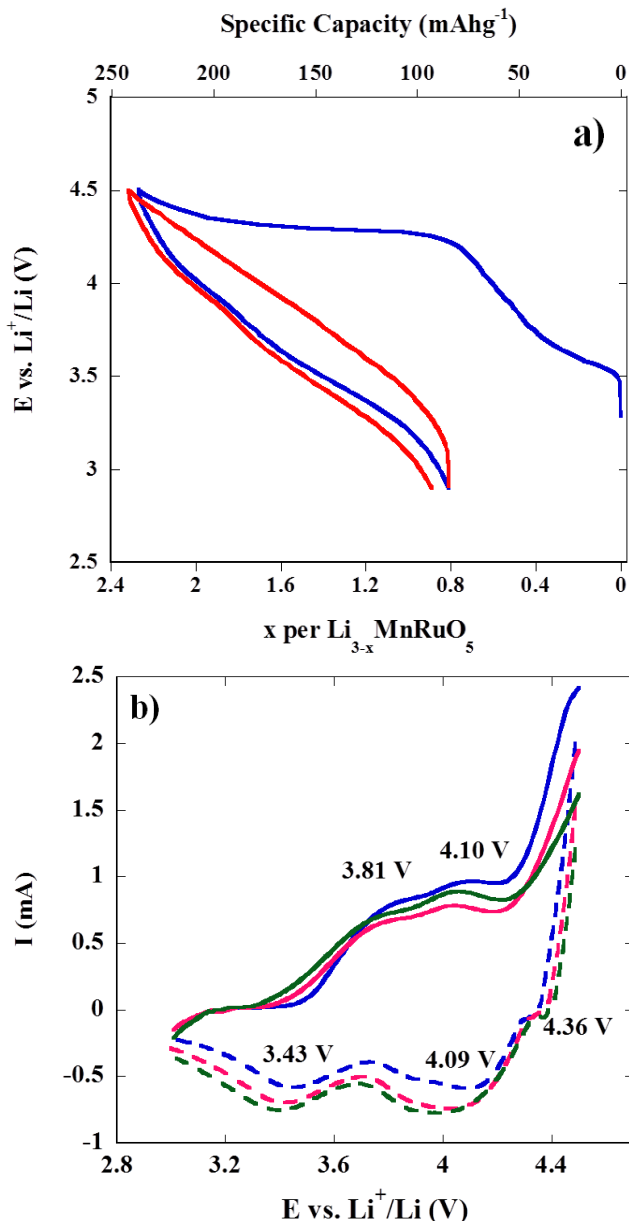 Specific Capacity (mAhg⁻¹)
250 200 150 100 50 0
5
a)
4.5
4
3.5
3
2.5
E vs. Li⁺/Li (V)
2.4 2 1.6 1.2 0.8 0.4 0
x per Li₃₋ₓMnRuO₅
2.5
b)
2
1.5
1
0.5
0
-0.5
-1
I (mA)
3.81 V
4.10 V
3.43 V
4.09 V
4.36 V
2.8 3.2 3.6 4 4.4
E vs. Li⁺/Li (V)